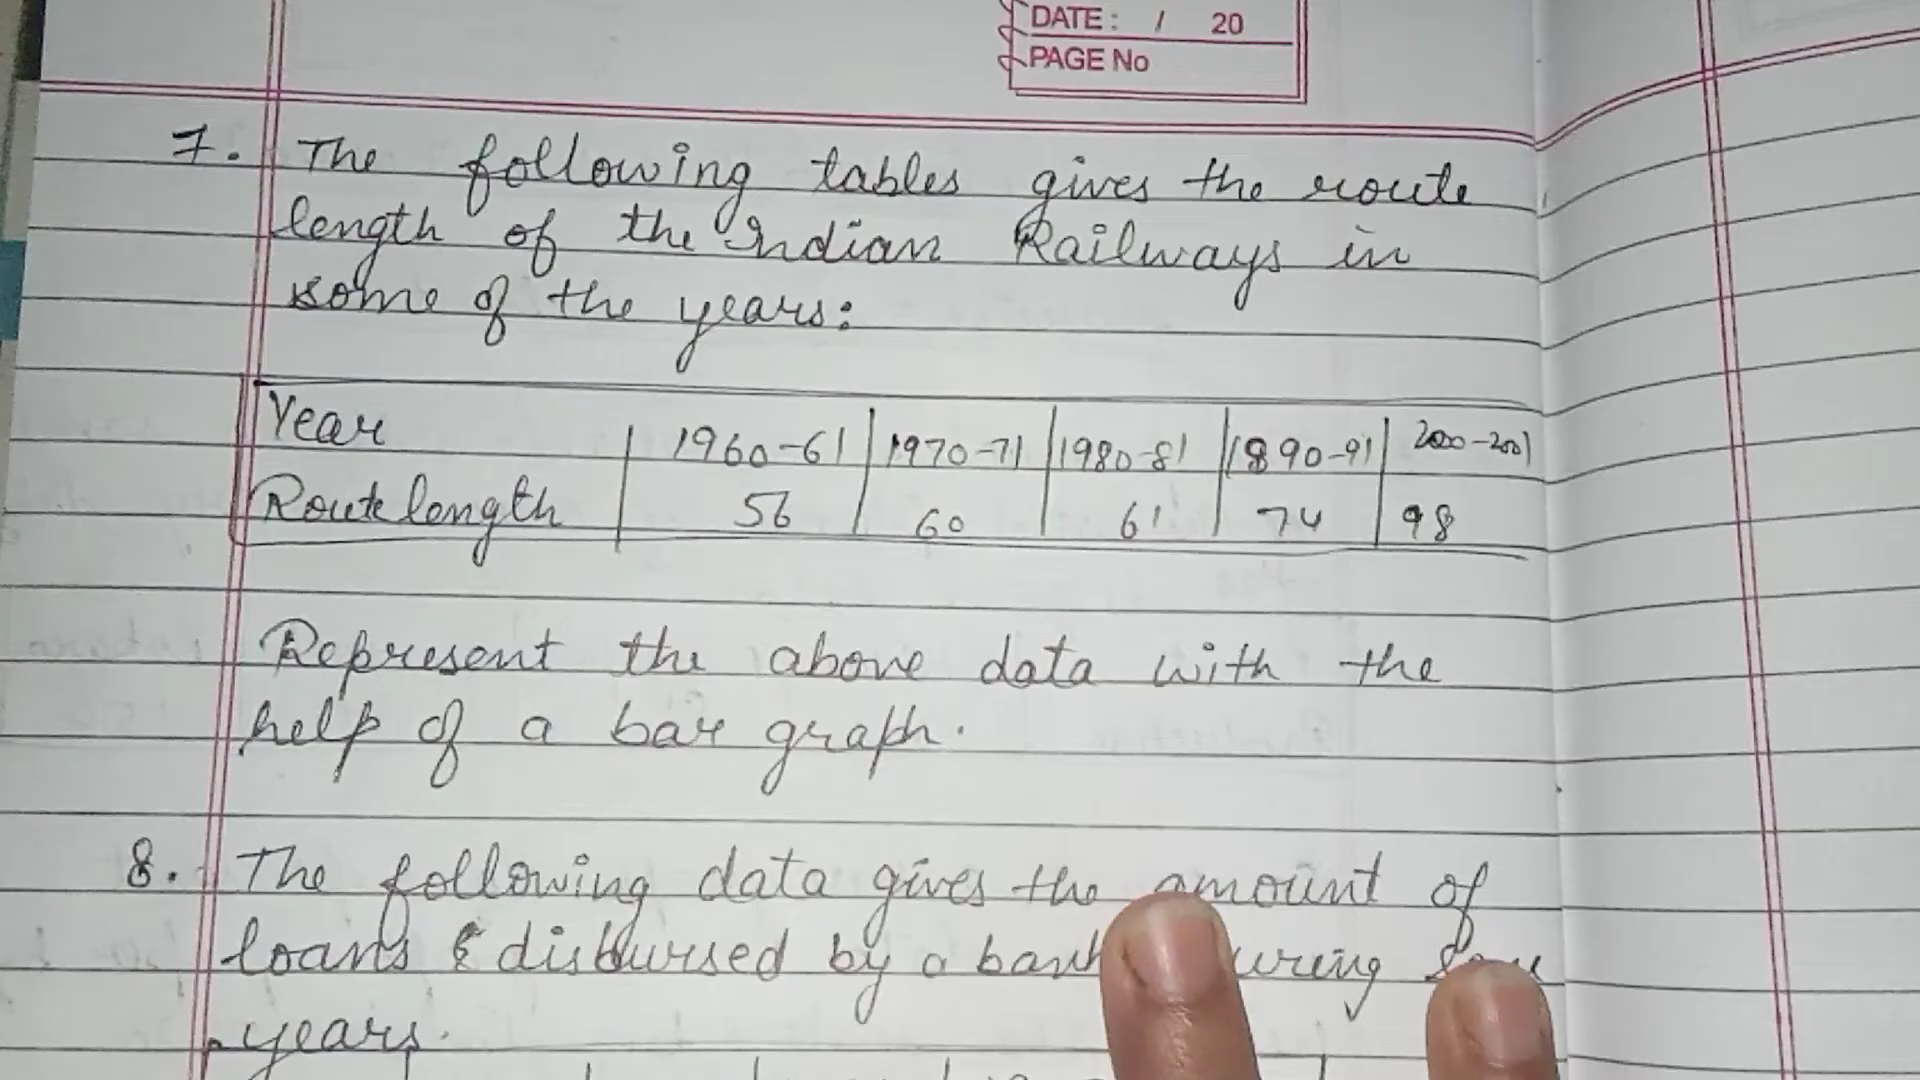 DATE: / 20
PAGE No
7. The following tables gives the route
length of the Indian Railways in
some of the years:
Year 1960-61 1970-71 1980-81 1890-91 2000-2001
Route length 56 60 61 74 98
Represent the above data with the
help of a bar graph.
8. The following data gives the amount of
loans disbursed by a
years.